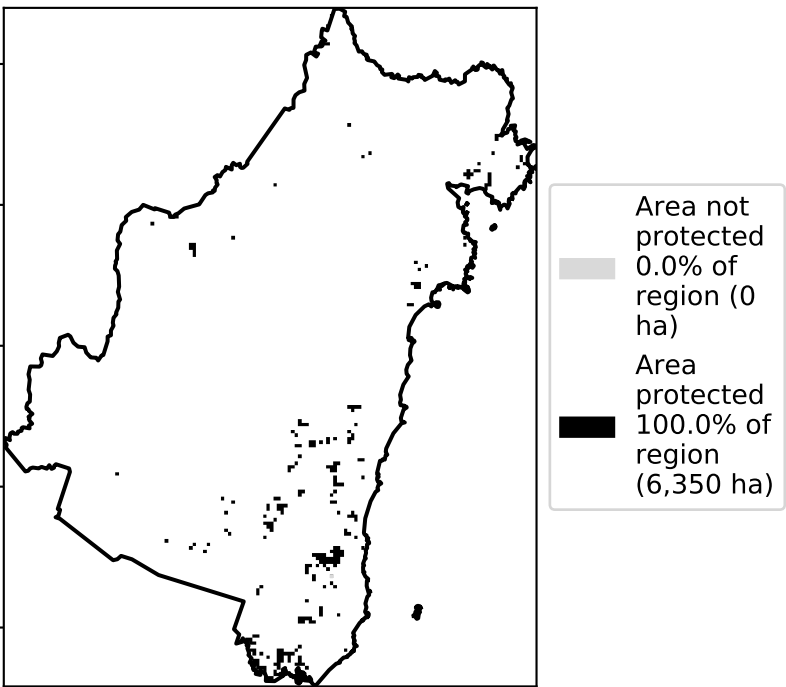 Area not
protected
0.0% of
region (0
ha)
Area
protected
100.0% of
region
(6,350 ha)